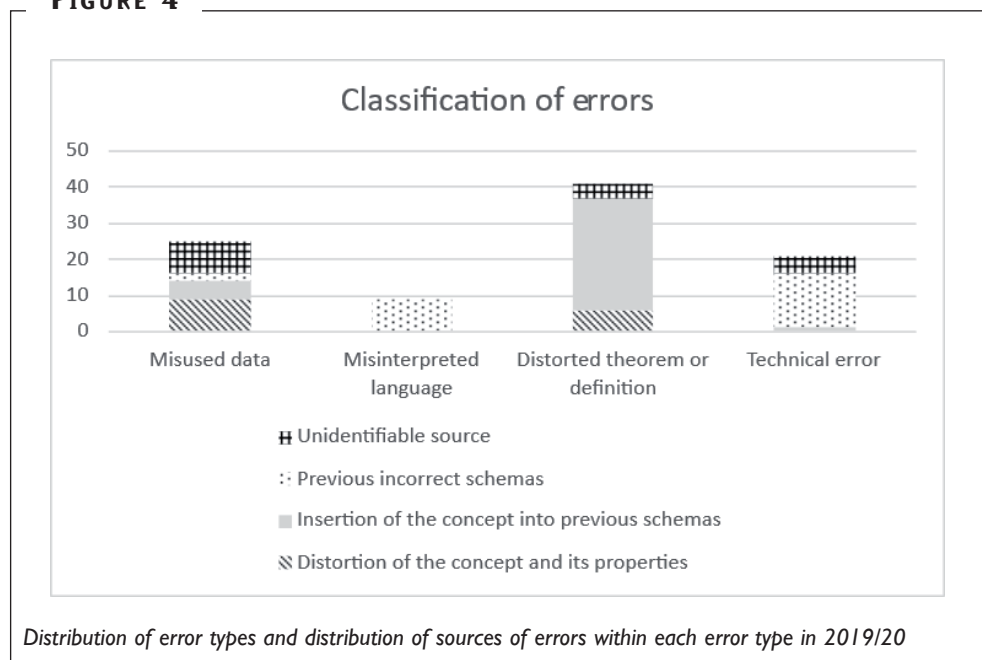 FIGURE 4
Classification of errors
50
40
30
20
10
0
Misused data
Misinterpreted
language
Distorted theorem or
definition
Technical error
Unidentifiable source
Previous incorrect schemas
Insertion of the concept into previous schemas
Distortion of the concept and its properties
Distribution of error types and distribution of sources of errors within each error type in 2019/20